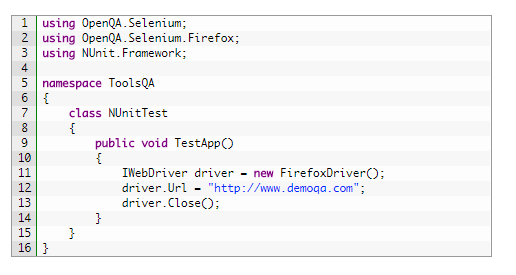 1 using OpenQA.Selenium;
2 using OpenQA.Selenium.Firefox;
3 using NUnit.Framework;
4
5 namespace ToolsQA
6 {
7     class NUnitTest
8     {
9         public void TestApp()
10         {
11             IWebDriver driver = new FirefoxDriver();
12             driver.Url = "http://www.demoqa.com";
13             driver.Close();
14         }
15     }
16 }